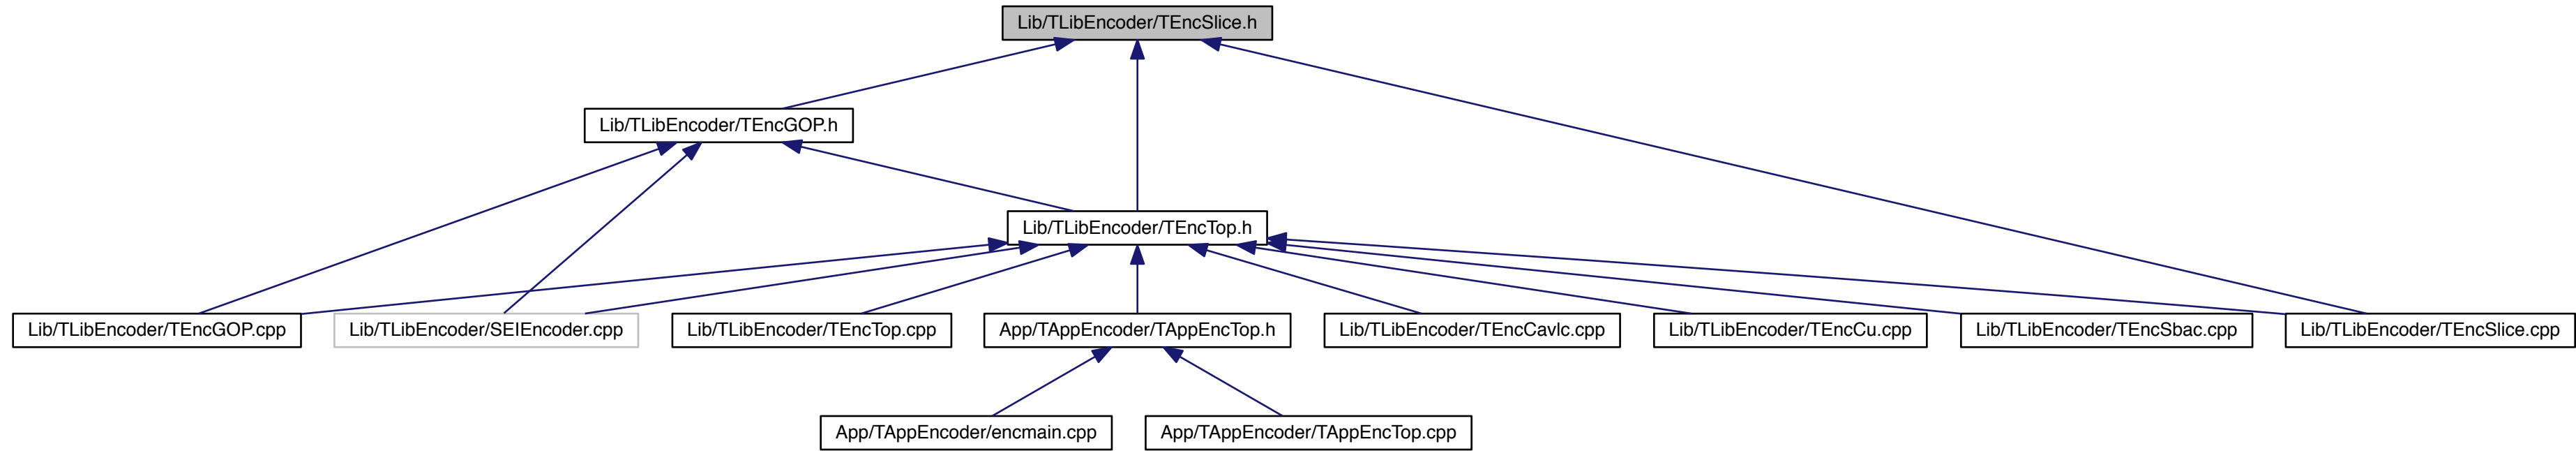 Lib/TLibEncoder/TEncSlice.h
Lib/TLibEncoder/TEncGOP.h
Lib/TLibEncoder/TEncTop.h
Lib/TLibEncoder/TEncGOP.cpp
Lib/TLibEncoder/SEIEncoder.cpp
Lib/TLibEncoder/TEncTop.cpp
App/TAppEncoder/TAppEncTop.h
Lib/TLibEncoder/TEncCavlc.cpp
Lib/TLibEncoder/TEncCu.cpp
Lib/TLibEncoder/TEncSbac.cpp
Lib/TLibEncoder/TEncSlice.cpp
App/TAppEncoder/encmain.cpp
App/TAppEncoder/TAppEncTop.cpp